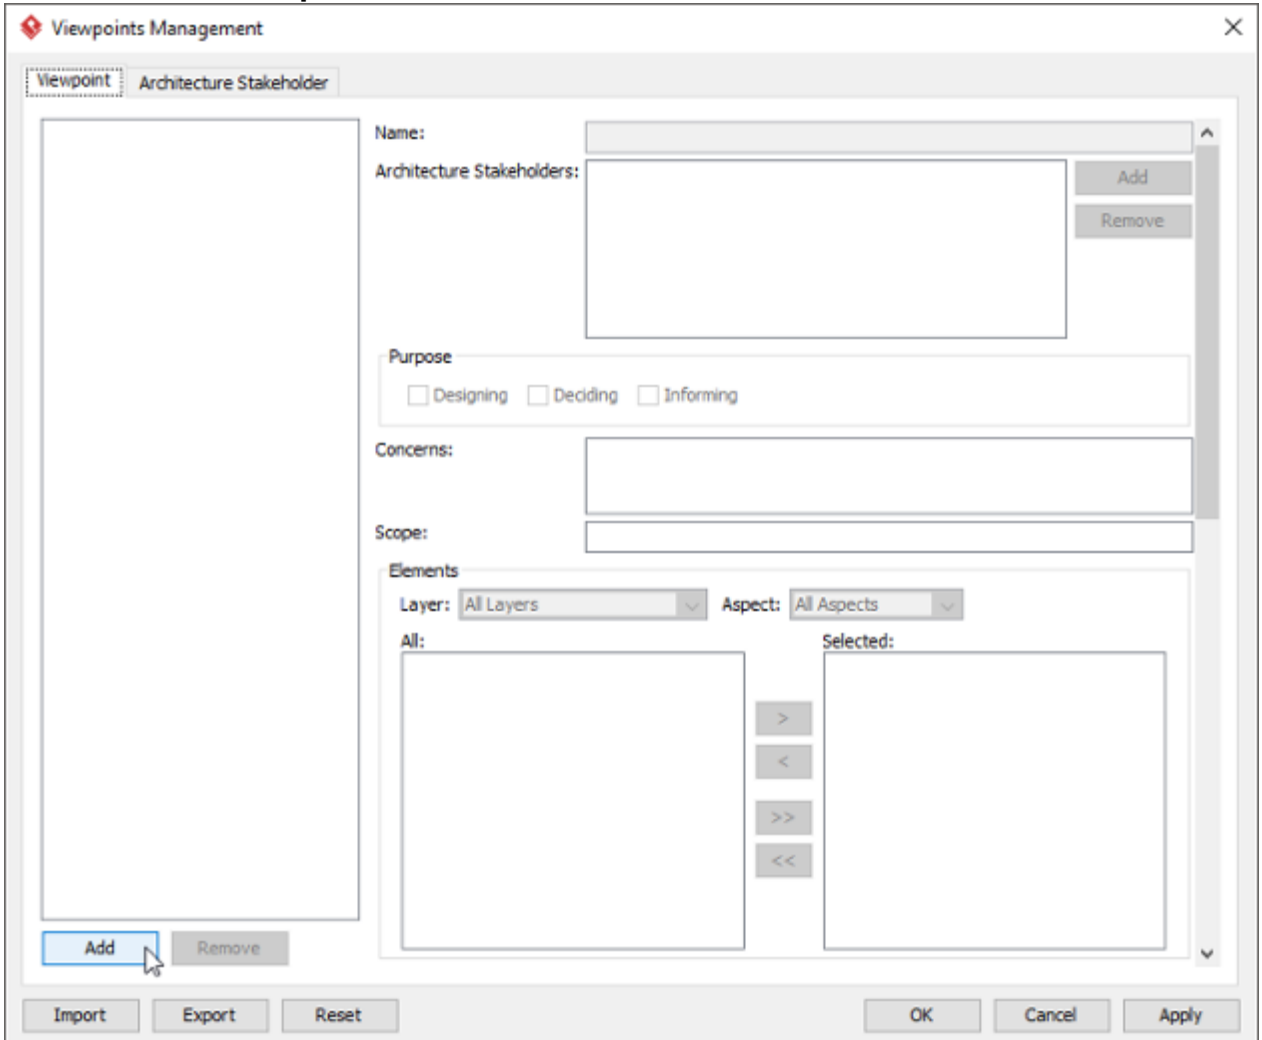 Viewpoints Management
Viewpoint Architecture Stakeholder
Name:
Architecture Stakeholders:
Add
Remove
Purpose
Designing Deciding Informing
Concerns:
Scope:
Elements
Layer: All Layers Aspect: All Aspects
All: Selected:
>
<
>>
<<
Add Remove
Import Export Reset OK Cancel Apply